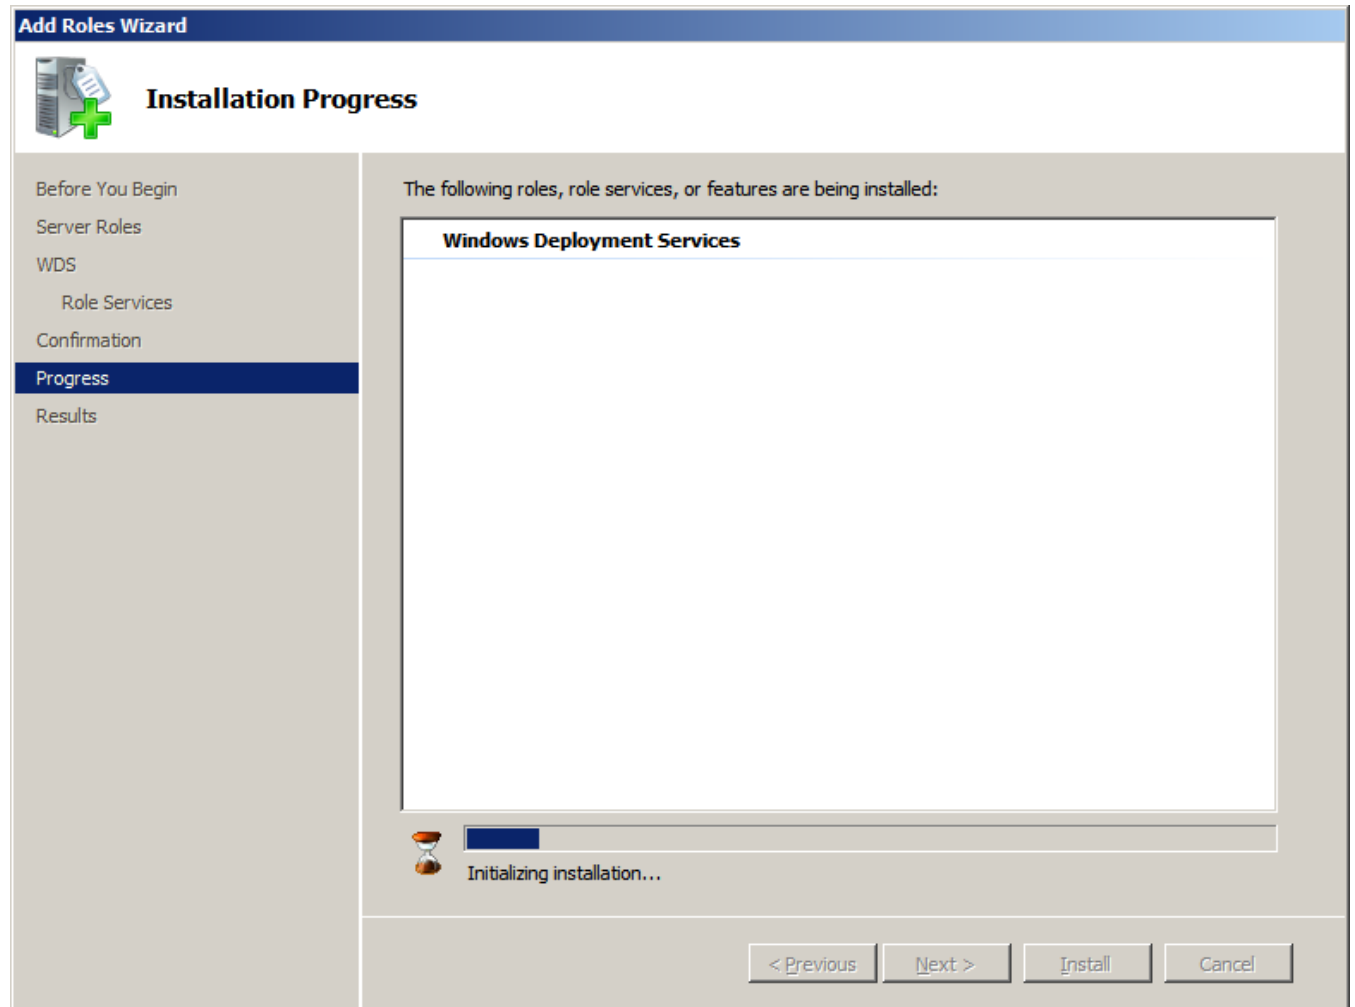 Add Roles Wizard
Installation Progress
Before You Begin
Server Roles
WDS
Role Services
Confirmation
Progress
Results
The following roles, role services, or features are being installed:
Windows Deployment Services
Initializing installation...
< Previous
Next >
Install
Cancel